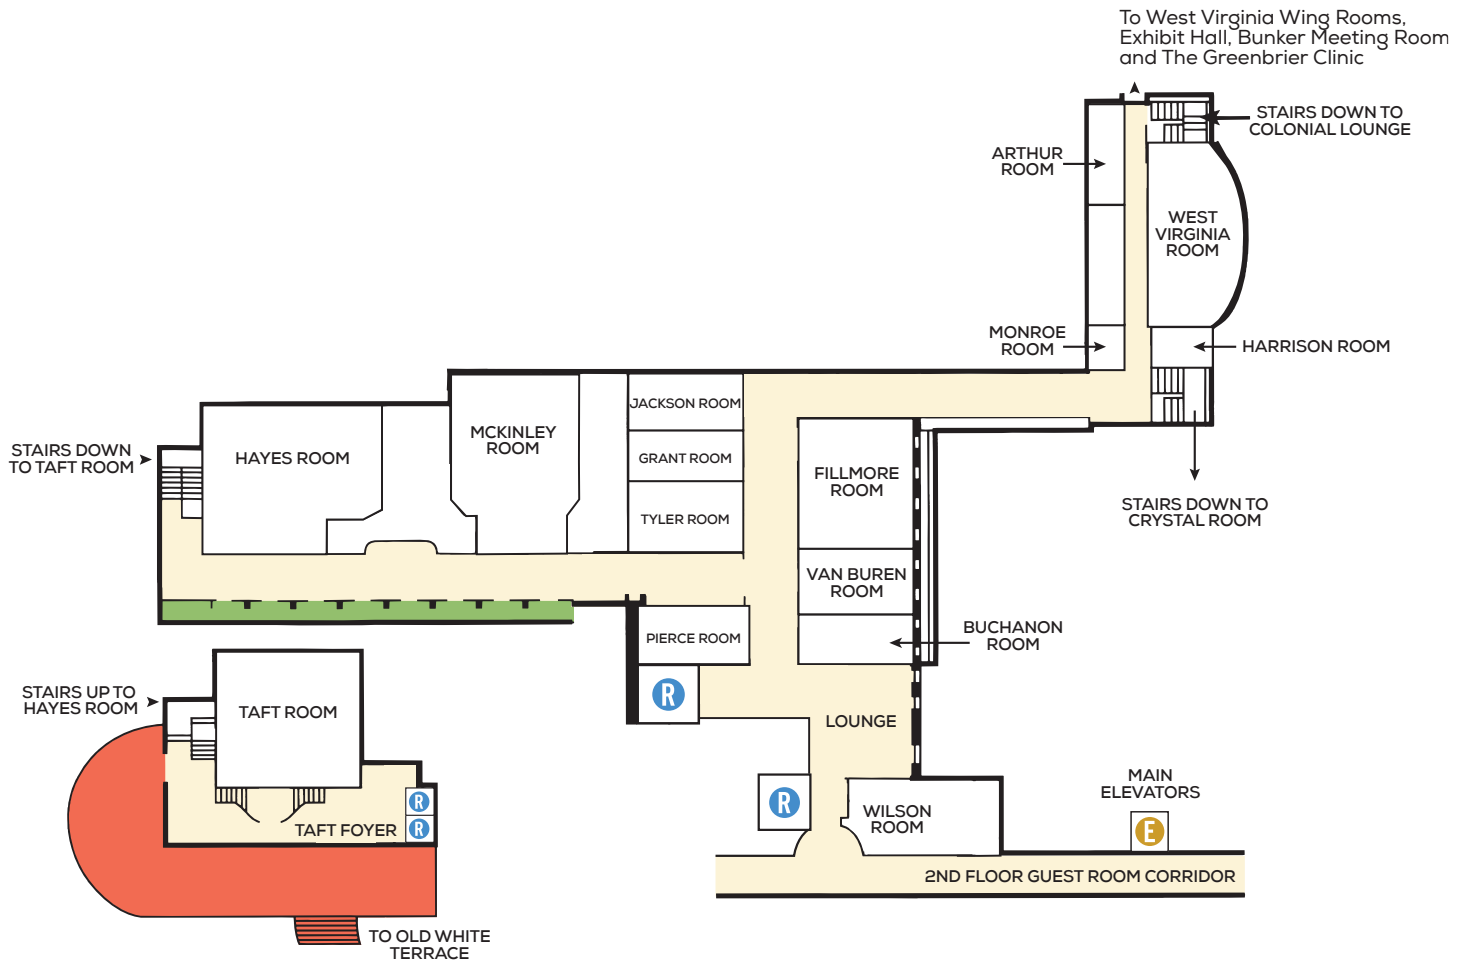 To West Virginia Wing Rooms,
Exhibit Hall, Bunker Meeting Room
and The Greenbrier Clinic
STAIRS DOWN TO
COLONIAL LOUNGE
ARTHUR
ROOM
WEST
VIRGINIA
ROOM
MONROE
ROOM
HARRISON ROOM
JACKSON ROOM
MCKINLEY
ROOM
STAIRS DOWN
TO TAFT ROOM
HAYES ROOM
GRANT ROOM
FILLMORE
ROOM
STAIRS DOWN TO
CRYSTAL ROOM
TYLER ROOM
VAN BUREN
ROOM
PIERCE ROOM
BUCHANON
ROOM
STAIRS UP TO
HAYES ROOM
TAFT ROOM
R
LOUNGE
MAIN
ELEVATORS
R
R
R
TAFT FOYER
WILSON
ROOM
E
2ND FLOOR GUEST ROOM CORRIDOR
TO OLD WHITE
TERRACE